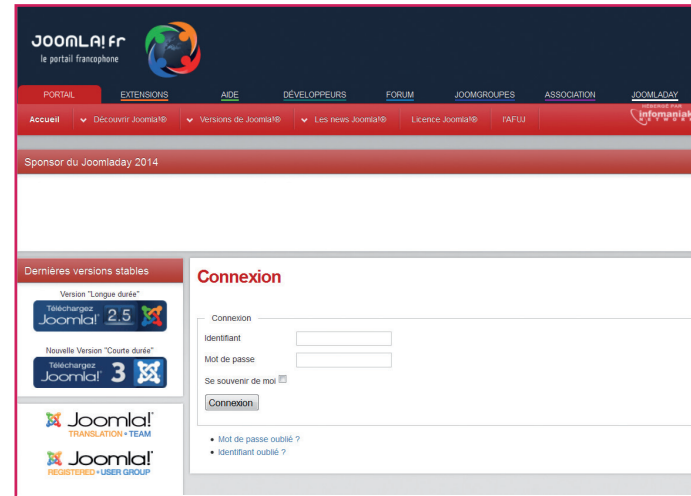 JOOMLA! Fr
le portail francophone
PORTAIL EXTENSIONS AIDE DÉVELOPPEURS FORUM JOOMGROUPES ASSOCIATION JOOMLADAY
Accueil Découvrir Joomla!® Versions de Joomla!® Les news Joomla!® Licence Joomla!® l'AFUJ
HÉBERGÉ PAR
infomaniak
NETWORK
Sponsor du Joomladay 2014
Dernières versions stables
Version "Longue durée"
Téléchargez
Joomla! 2.5
Nouvelle Version "Courte durée"
Téléchargez
Joomla! 3
Joomla!
TRANSLATION • TEAM
Joomla!
REGISTERED • USER GROUP
Connexion
Connexion
Identifiant
Mot de passe
Se souvenir de moi
Connexion
• Mot de passe oublié ?
• Identifiant oublié ?